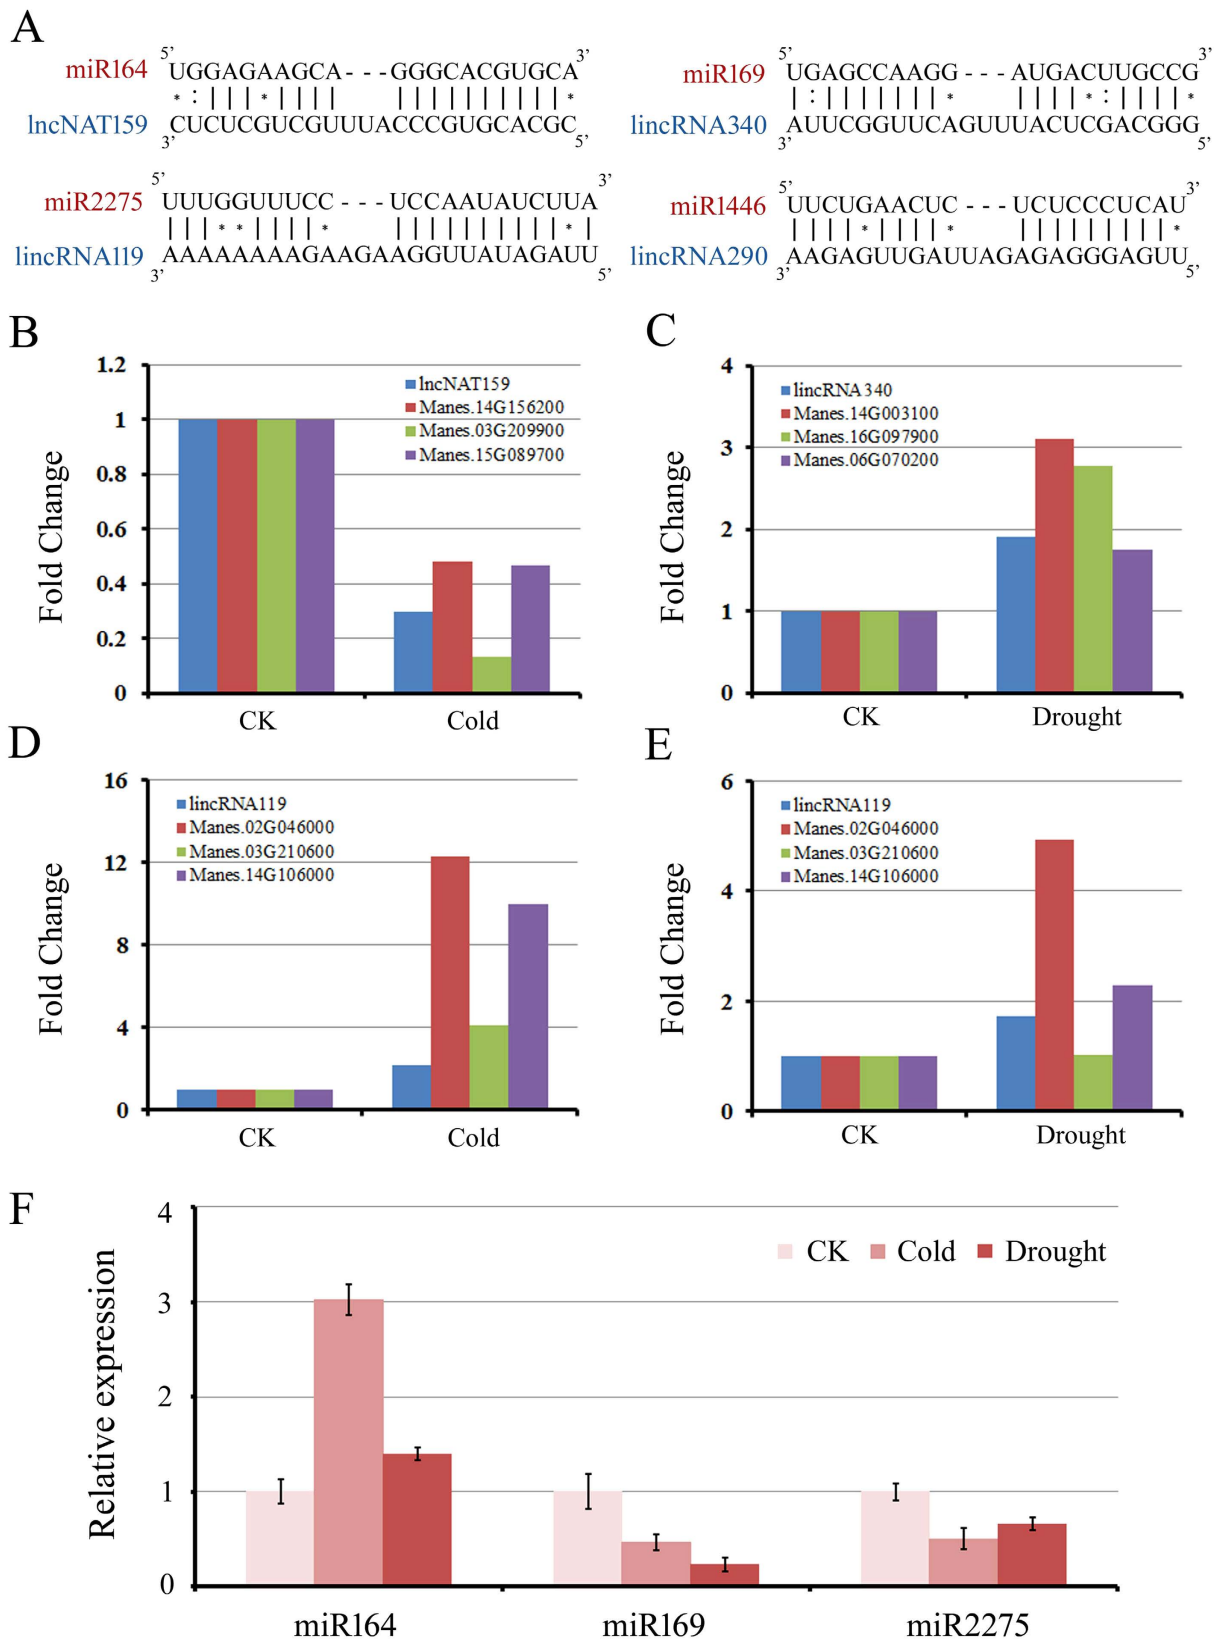 A
5’ 3’
miR164 UGGAGAAGCA---GGGCACGUGCA
* : | | | * | | | | | | | | | | | | | | | *
lncNAT159 CUCUCGUCGUUUACCCGUGCACGC
3’ 5’
5’ 3’
miR169 UGAGCCAAGG---AUGACUUGCCG
| : | | | | | | | * | | | | * : | | | | *
lincRNA340 AUUCGGUUCAGUUUACUCGACGGG
3’ 5’
5’ 3’
miR2275 UUUGGUUUCC---UCCAAUAUCUUA
| | | * * | | | | * | | | | | | | | | | * |
lincRNA119 AAAAAAAAGAAGAAGGUUAUAGAUU
3’ 5’
5’ 3’
miR1446 UUCUGAACUC---UCUCCCUCAU
| | | | * | | | | * | | | | | | | | | *
lincRNA290 AAGAGUUGAUUAGAGAGGGAGUU
3’ 5’
B
Fold Change
1.2
1
0.8
0.6
0.4
0.2
0
lncNAT159
Manes.14G156200
Manes.03G209900
Manes.15G089700
CK Cold
C
Fold Change
4
3
2
1
0
lincRNA340
Manes.14G003100
Manes.16G097900
Manes.06G070200
CK Drought
D
Fold Change
16
12
8
4
0
lincRNA119
Manes.02G046000
Manes.03G210600
Manes.14G106000
CK Cold
E
Fold Change
6
4
2
0
lincRNA119
Manes.02G046000
Manes.03G210600
Manes.14G106000
CK Drought
F
Relative expression
4
3
2
1
0
CK Cold Drought
miR164 miR169 miR2275